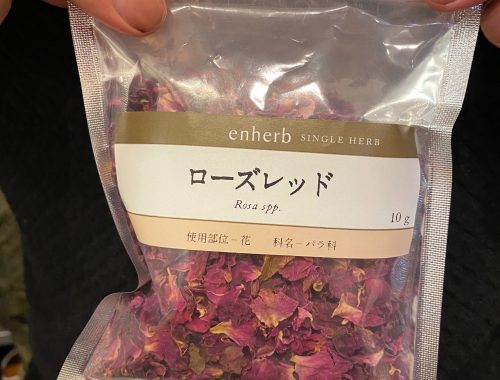 enherb SINGLE HERB
ローズレッド
Rosa spp.
10g
使用部位－花 科名－バラ科